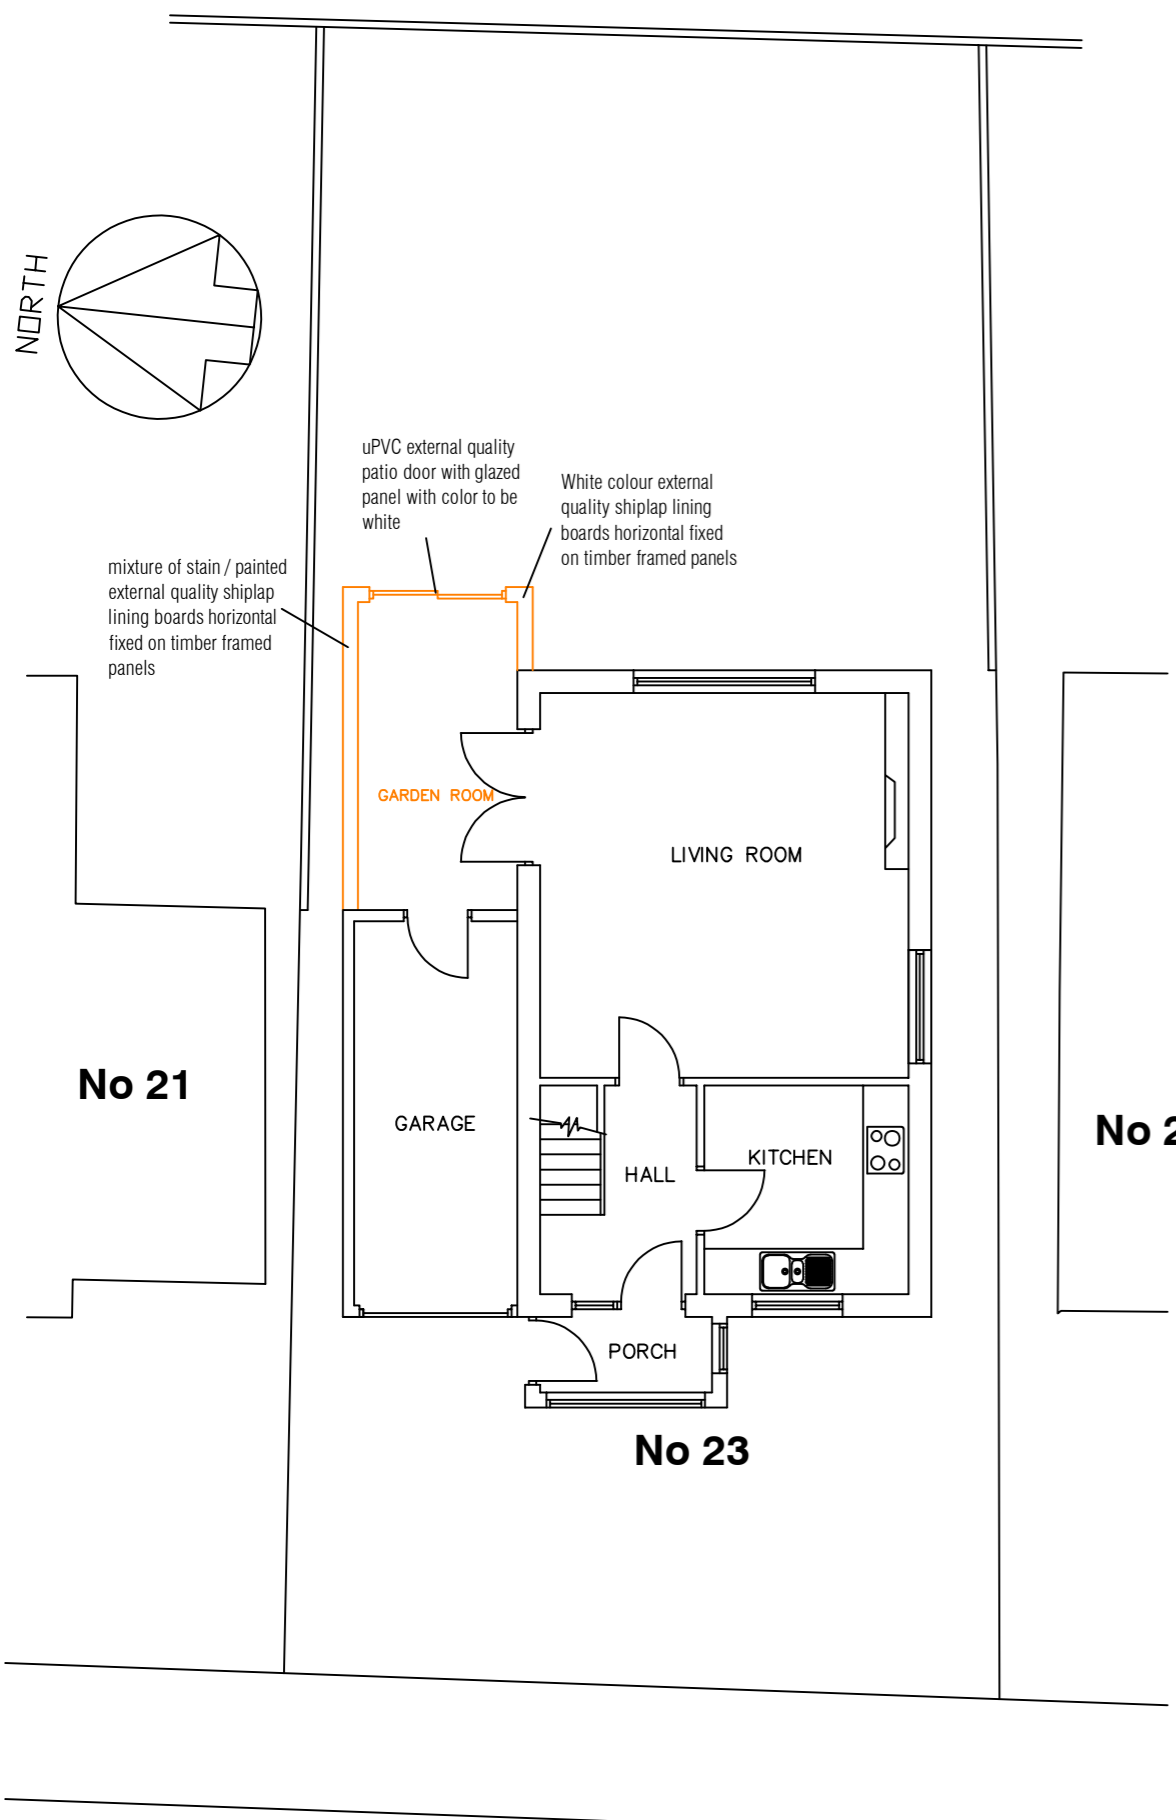 NORTH
uPVC external quality
patio door with glazed
panel with color to be
white
White colour external
quality shiplap lining
boards horizontal fixed
on timber framed panels
mixture of stain / painted
external quality shiplap
lining boards horizontal
fixed on timber framed
panels
GARDEN ROOM
LIVING ROOM
No 21
GARAGE
HALL
KITCHEN
No 2
PORCH
No 23